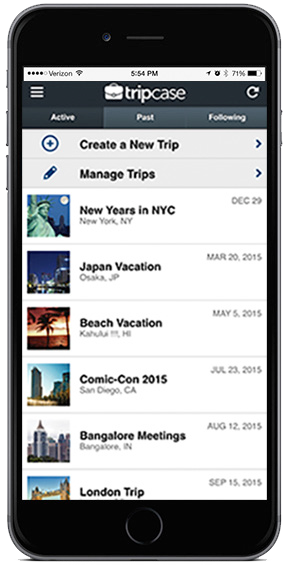 Verizon 5:54 PM 71%
tripcase
Active Past Following
Create a New Trip
Manage Trips
New Years in NYC DEC 29
New York, NY
Japan Vacation MAR 20, 2015
Osaka, JP
Beach Vacation MAY 5, 2015
Kahului !!!, HI
Comic-Con 2015 JUL 23, 2015
San Diego, CA
Bangalore Meetings AUG 12, 2015
Bangalore, IN
London Trip SEP 15, 2015